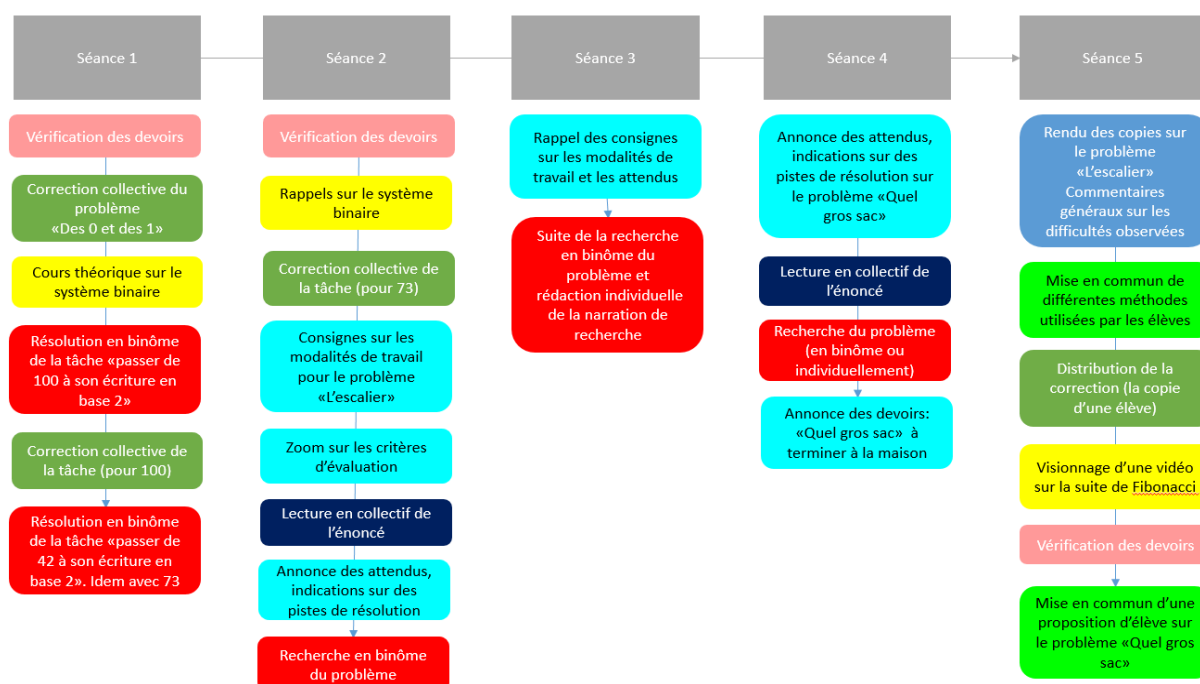 Séance 1
Séance 2
Séance 3
Séance 4
Séance 5
Vérification des devoirs
Correction collective du
problème
«Des 0 et des 1»
Cours théorique sur le
système binaire
Résolution en binôme
de la tâche «passer de
100 à son écriture en
base 2»
Correction collective de
la tâche (pour 100)
Résolution en binôme
de la tâche «passer de
42 à son écriture en
base 2». Idem avec 73
Vérification des devoirs
Rappels sur le système
binaire
Correction collective de
la tâche (pour 73)
Consignes sur les
modalités de travail
pour le problème
«L’escalier»
Zoom sur les critères
d’évaluation
Lecture en collectif de
l’énoncé
Annonce des attendus,
indications sur des
pistes de résolution
Recherche en binôme
du problème
Rappel des consignes
sur les modalités de
travail et les attendus
Suite de la recherche
en binôme du
problème et
rédaction individuelle
de la narration de
recherche
Annonce des attendus,
indications sur des
pistes de résolution sur
le problème «Quel
gros sac»
Lecture en collectif de
l’énoncé
Recherche du problème
(en binôme ou
individuellement)
Annonce des devoirs:
«Quel gros sac» à
terminer à la maison
Rendu des copies sur
le problème
«L’escalier»
Commentaires
généraux sur les
difficultés observées
Mise en commun de
différentes méthodes
utilisées par les élèves
Distribution de la
correction (la copie
d’une élève)
Visionnage d’une vidéo
sur la suite de Fibonacci
Vérification des devoirs
Mise en commun d’une
proposition d’élève sur
le problème «Quel gros
sac»